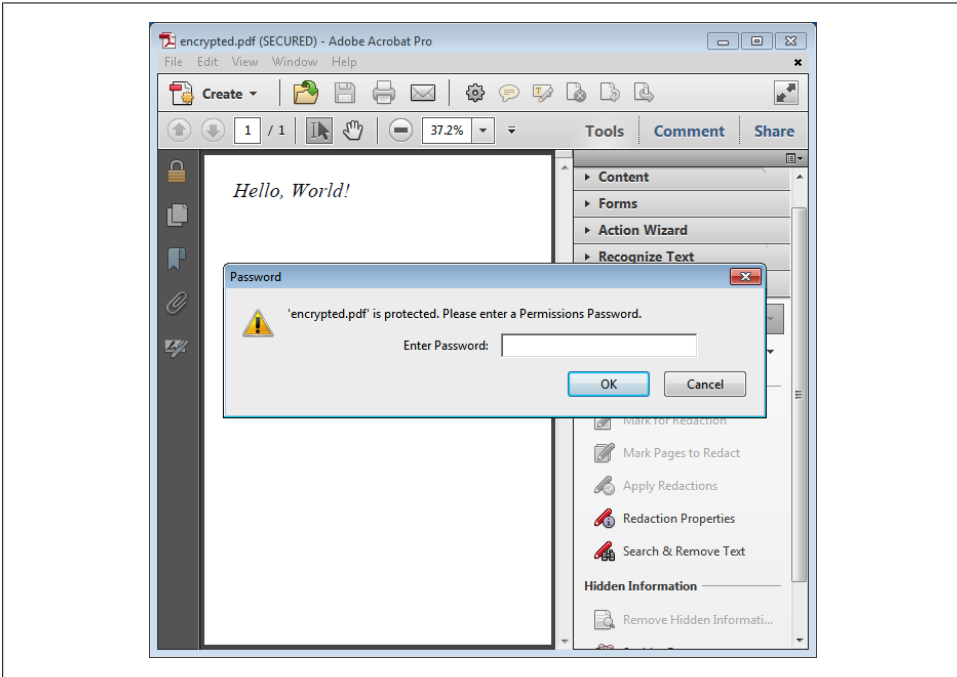 encrypted.pdf (SECURED) - Adobe Acrobat Pro
File Edit View Window Help
Create
1 / 1 37.2% Tools Comment Share
Content
Hello, World!
Forms
Action Wizard
Recognize Text
Password
'encrypted.pdf' is protected. Please enter a Permissions Password.
Enter Password:
OK Cancel
Mark for Redaction
Mark Pages to Redact
Apply Redactions
Redaction Properties
Search & Remove Text
Hidden Information
Remove Hidden Informati...